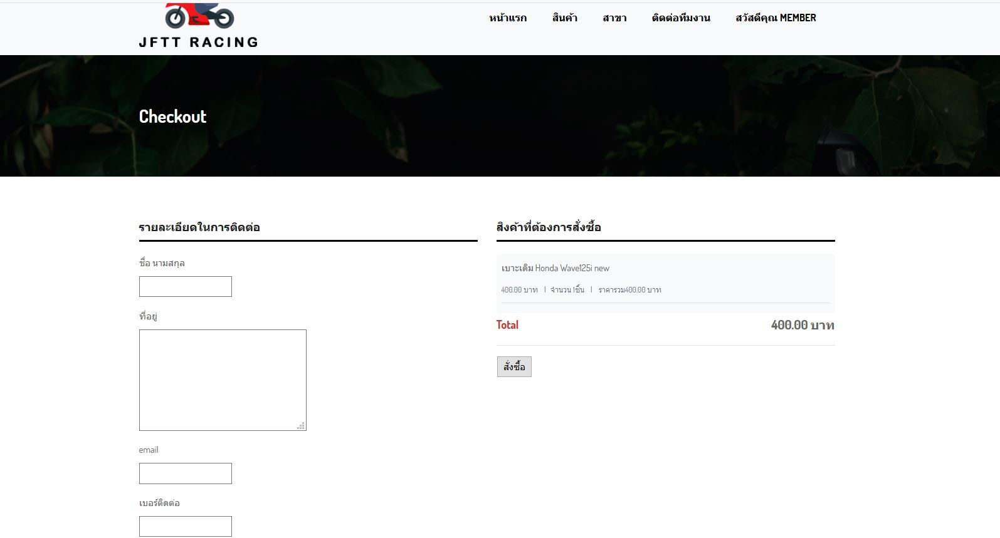 JFTT RACING
หน้าแรก สินค้า สาขา ติดต่อทีมงาน สวัสดีคุณ MEMBER
Checkout
รายละเอียดในการติดต่อ
ชื่อ นามสกุล
ที่อยู่
email
เบอร์ติดต่อ
สิงค้าที่ต้องการสั่งซื้อ
เบาะเดิม Honda Wave125i new
400.00 บาท | จำนวน 1ชิ้น | ราคารวม400.00 บาท
Total 400.00 บาท
สั่งซื้อ